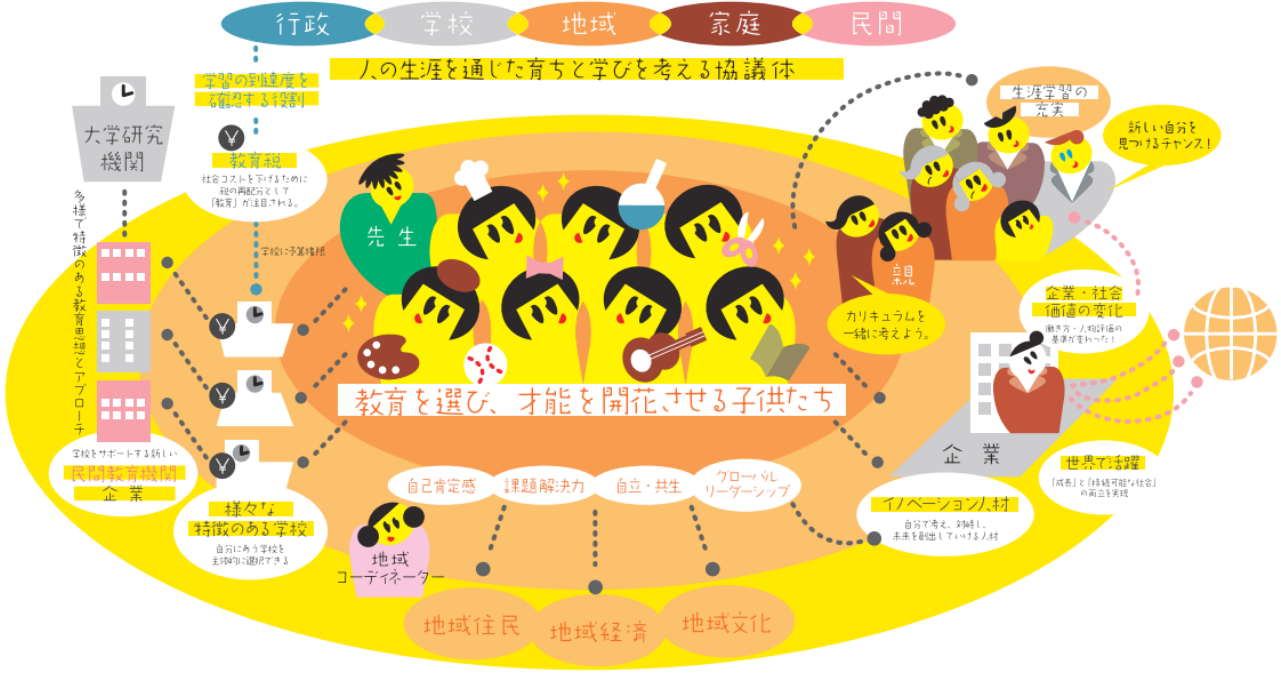 行政
学校
地域
家庭
民間
人の生涯を通じた育ちと学びを考える協議体
学習の到達度を
確認する役割
¥
教育税
社会コストを下げるために
税の再配分として
「教育」が注目される。
学校に予算権限
大学研究
機関
多様で特徴のある教育思想とアプローチ
学校をサポートする新しい
民間教育機関
企業
¥
¥
¥
様々な
特徴のある学校
自分にあう学校を
主体的に選択できる
先生
教育を選び、才能を開花させる子供たち
自己肯定感
課題解決力
自立・共生
グローバル
リーダーシップ
地域
コーディネーター
地域住民
地域経済
地域文化
生涯学習の
充実
新しい自分を
見つけるチャンス!
親
カリキュラムを
一緒に考えよう。
企業・社会
価値の変化
働き方・人物評価の
基準が変わった!
企業
世界で活躍
「成長」と「持続可能な社会」
の両立を実現
イノベーション人材
自分で考え、対峙し、
未来を創出していける人材